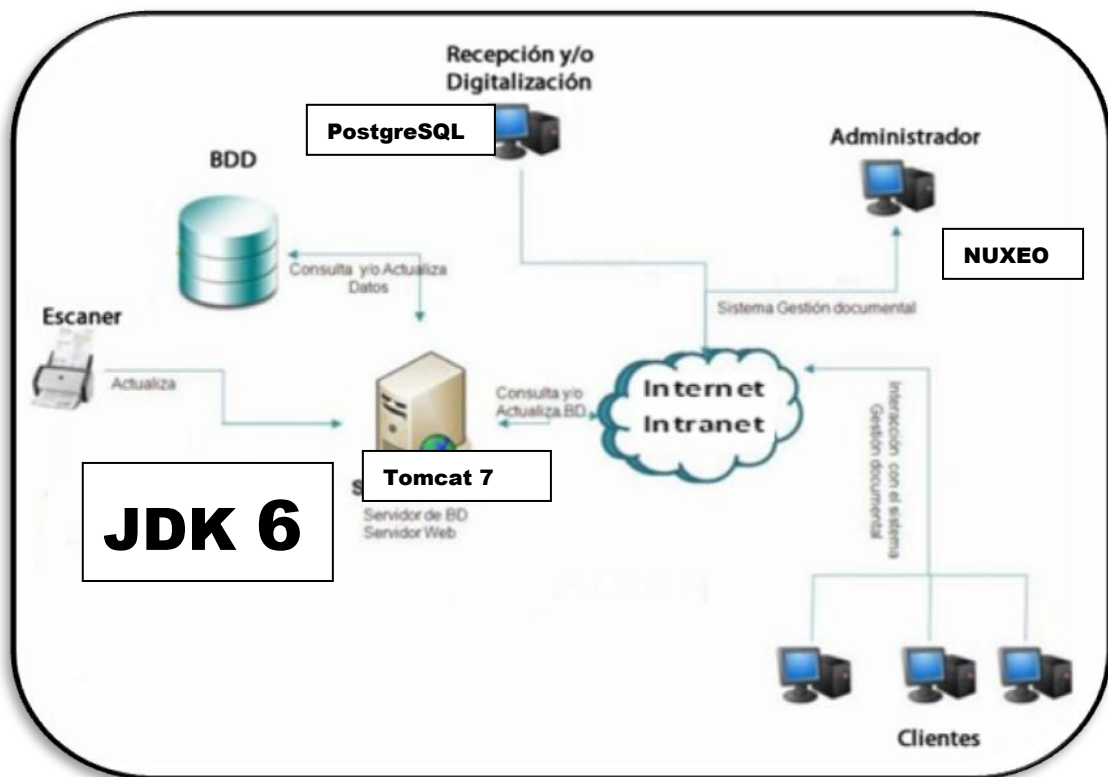 Recepción y/o
Digitalización
PostgreSQL
Administrador
BDD
NUXEO
Consulta y/o Actualiza
Datos
Sistema Gestión documental
Escaner
Actualiza
Consulta y/o
Actualiza BD
Internet
Intranet
Interacción con el sistema
Gestión documental
Tomcat 7
S
JDK 6
Servidor de BD
Servidor Web
Clientes